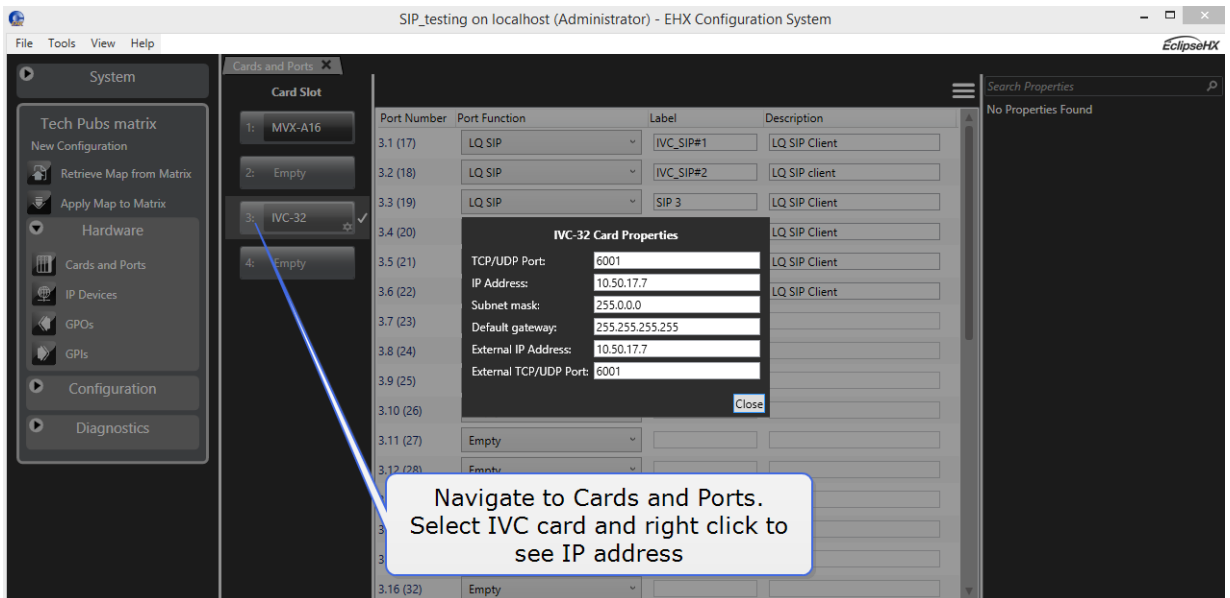 SIP_testing on localhost (Administrator) - EHX Configuration System
File Tools View Help
EclipseHX
System
Tech Pubs matrix
New Configuration
Retrieve Map from Matrix
Apply Map to Matrix
Hardware
Cards and Ports
IP Devices
GPOs
GPIs
Configuration
Diagnostics
Cards and Ports
Card Slot
1: MVX-A16
2: Empty
3: IVC-32
4: Empty
Port Number Port Function Label Description
3.1 (17) LQ SIP IVC_SIP#1 LQ SIP Client
3.2 (18) LQ SIP IVC_SIP#2 LQ SIP client
3.3 (19) LQ SIP SIP 3 LQ SIP Client
3.4 (20) LQ SIP Client
3.5 (21) LQ SIP Client
3.6 (22) LQ SIP Client
3.7 (23)
3.8 (24)
3.9 (25)
3.10 (26)
3.11 (27) Empty
3.12 (28) Empty
3.16 (32) Empty
IVC-32 Card Properties
TCP/UDP Port: 6001
IP Address: 10.50.17.7
Subnet mask: 255.0.0.0
Default gateway: 255.255.255.255
External IP Address: 10.50.17.7
External TCP/UDP Port: 6001
Close
Navigate to Cards and Ports.
Select IVC card and right click to
see IP address
Search Properties
No Properties Found